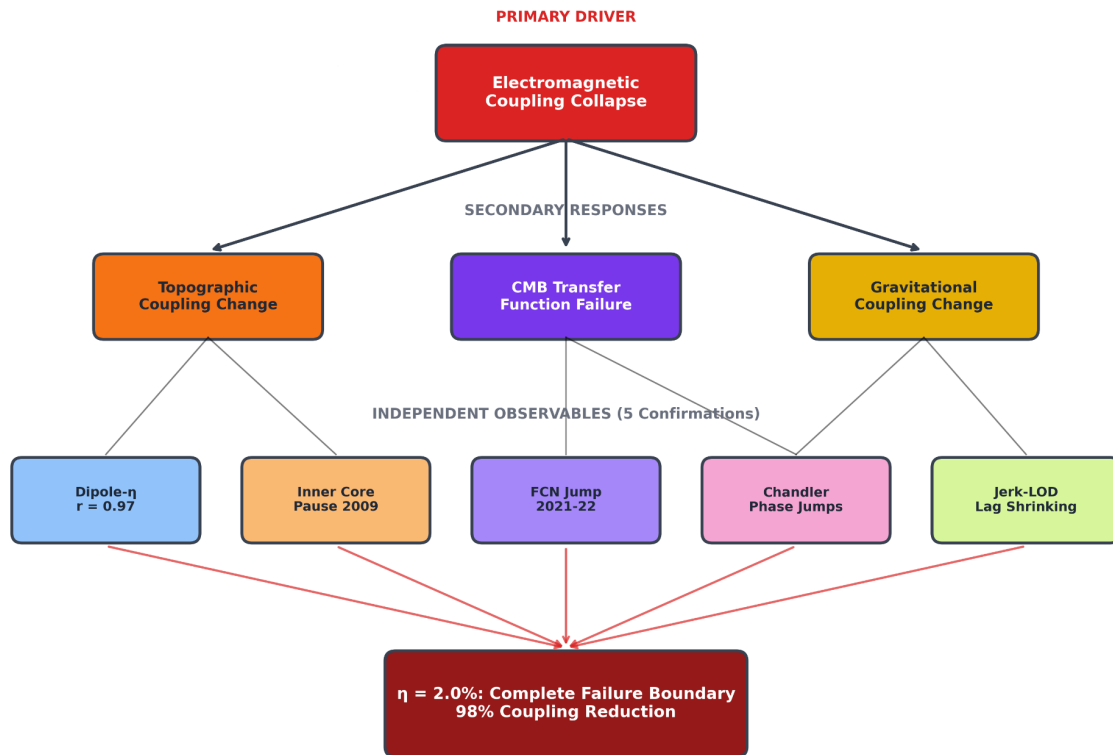 PRIMARY DRIVER
Electromagnetic
Coupling Collapse
SECONDARY RESPONSES
Topographic
Coupling Change
CMB Transfer
Function Failure
Gravitational
Coupling Change
INDEPENDENT OBSERVABLES (5 Confirmations)
Dipole-η
r = 0.97
Inner Core
Pause 2009
FCN Jump
2021-22
Chandler
Phase Jumps
Jerk-LOD
Lag Shrinking
η = 2.0%: Complete Failure Boundary
98% Coupling Reduction